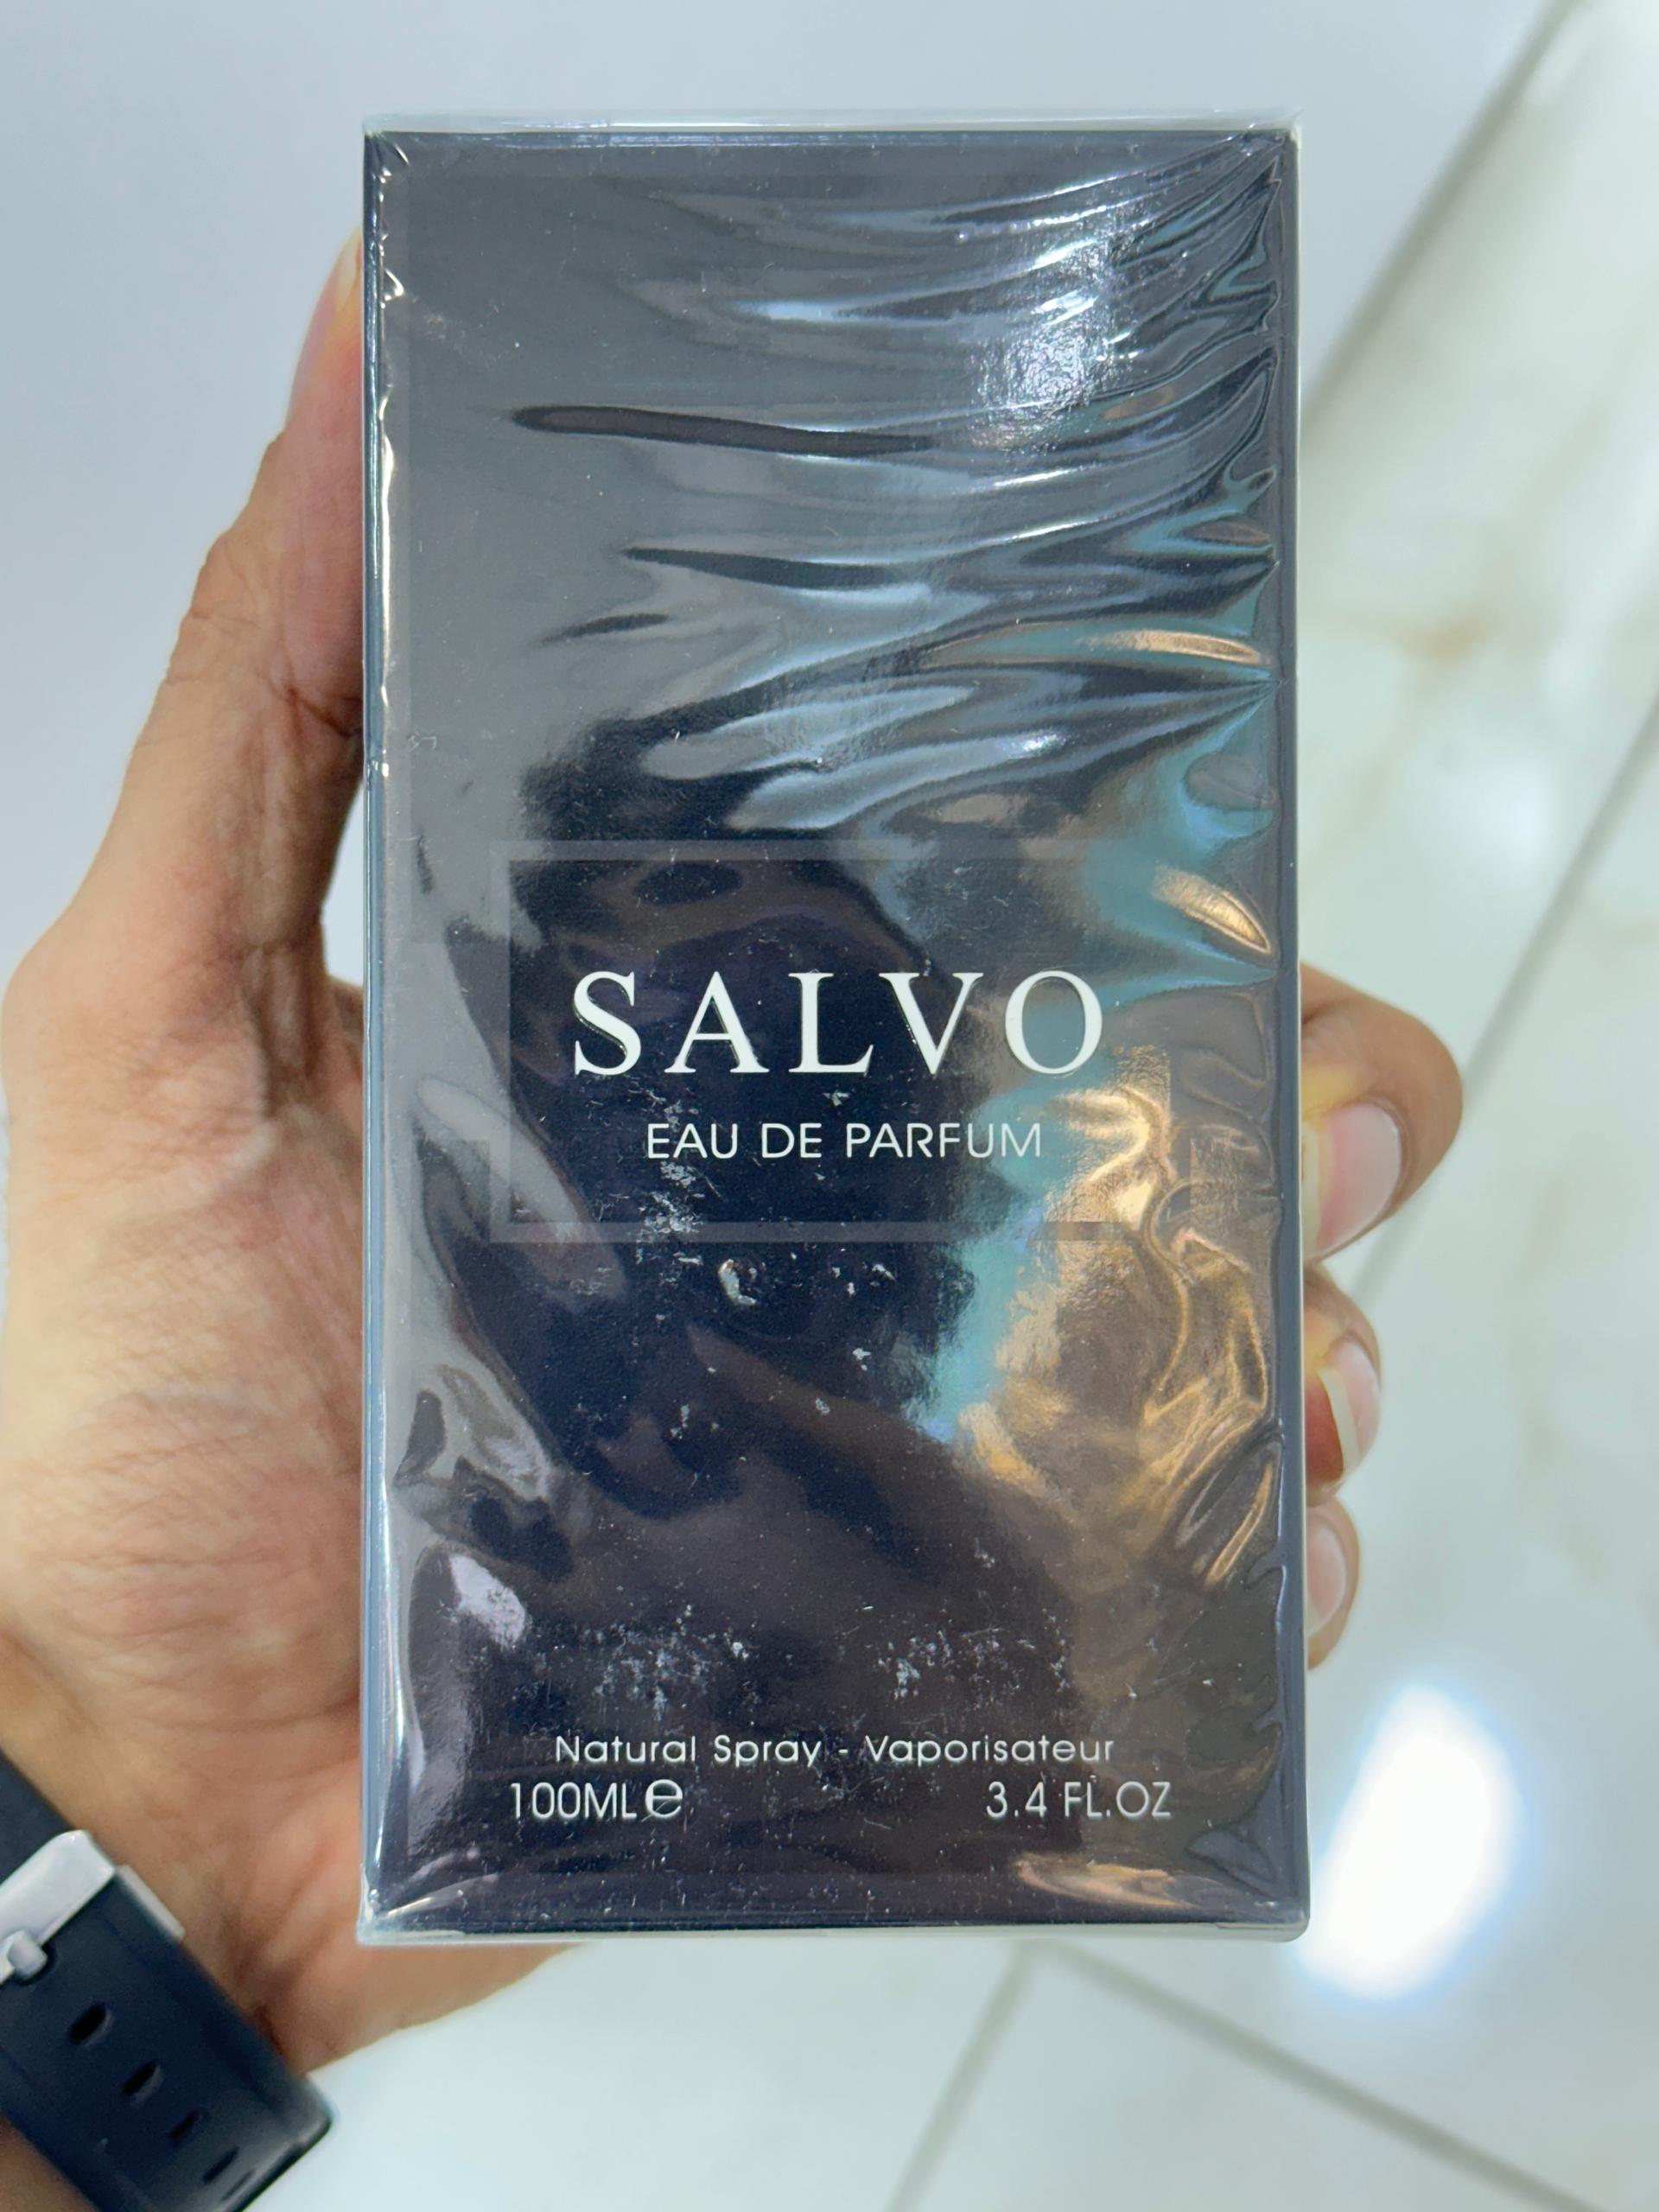 SALVO
EAU DE PARFUM
Natural Spray - Vaporisateur
100ML℮ 3.4 FL.OZ